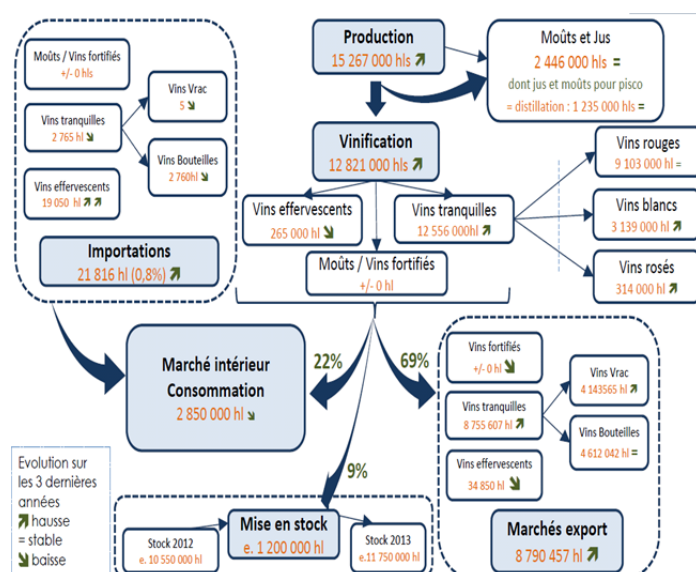 Production
15 267 000 hls
Moûts et Jus
2 446 000 hls =
dont jus et moûts pour pisco
= distillation : 1 235 000 hls =
Moûts / Vins fortifiés
+/- 0 hls
Vins tranquilles
2 765 hl
Vins Vrac
5
Vins Bouteilles
2 760hl
Vins effervescents
19 050 hl
Importations
21 816 hl (0,8%)
Vinification
12 821 000 hls
Vins effervescents
265 000 hl
Vins tranquilles
12 556 000hl
Moûts / Vins fortifiés
+/- 0 hl
Vins rouges
9 103 000 hl =
Vins blancs
3 139 000 hl
Vins rosés
314 000 hl
Marché intérieur
Consommation
2 850 000 hl
22%
69%
9%
Vins fortifiés
+/- 0 hl
Vins tranquilles
8 755 607 hl
Vins Vrac
4 143565 hl
Vins Bouteilles
4 612 042 hl =
Vins effervescents
34 850 hl
Marchés export
8 790 457 hl
Evolution sur
les 3 dernières
années
hausse
= stable
baisse
Stock 2012
e. 10 550 000 hl
Mise en stock
e. 1 200 000 hl
Stock 2013
e.11 750 000 hl